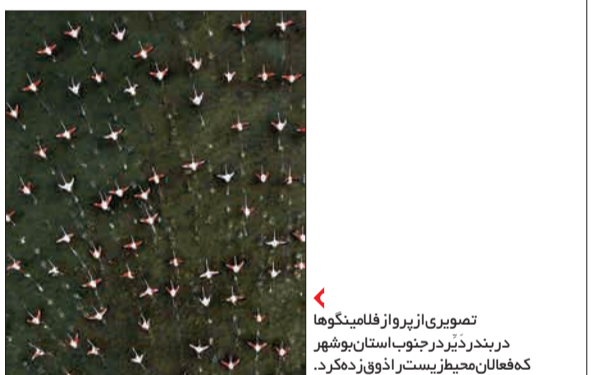 تصویری از پرواز فلامینگوها
در بندر دَیِّر در جنوب استان بوشهر
که فعالان محیط زیست را ذوق زده کرد.